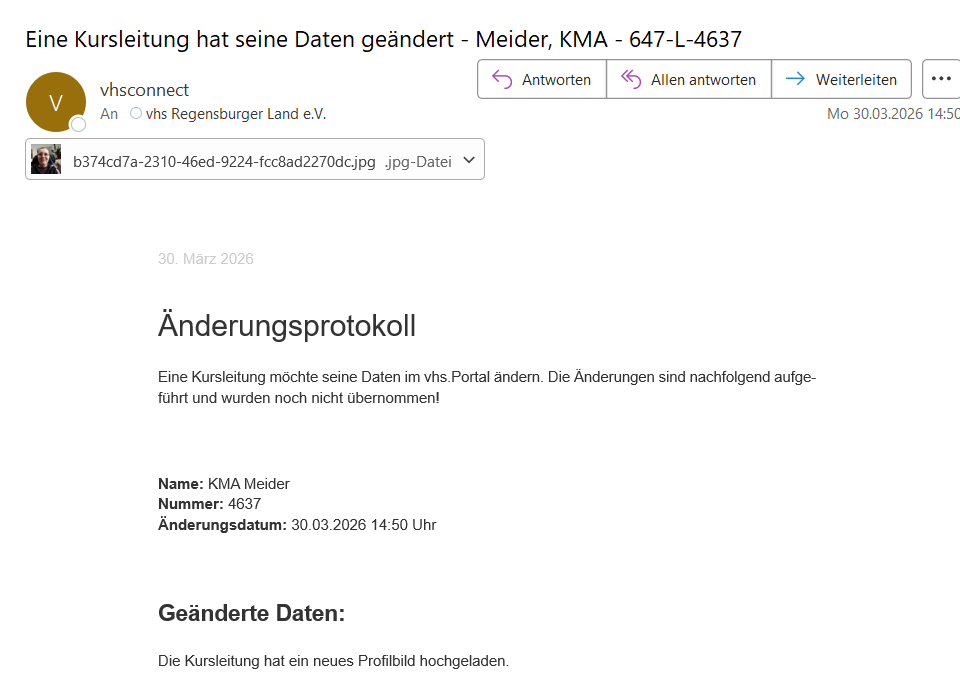 Eine Kursleitung hat seine Daten geändert - Meider, KMA - 647-L-4637
V
vhsconnect
An vhs Regensburger Land e.V.
Antworten
Allen antworten
Weiterleiten
Mo 30.03.2026 14:50
b374cd7a-2310-46ed-9224-fcc8ad2270dc.jpg .jpg-Datei
30. März 2026
Änderungsprotokoll
Eine Kursleitung möchte seine Daten im vhs.Portal ändern. Die Änderungen sind nachfolgend aufge-
führt und wurden noch nicht übernommen!
Name: KMA Meider
Nummer: 4637
Änderungsdatum: 30.03.2026 14:50 Uhr
Geänderte Daten:
Die Kursleitung hat ein neues Profilbild hochgeladen.